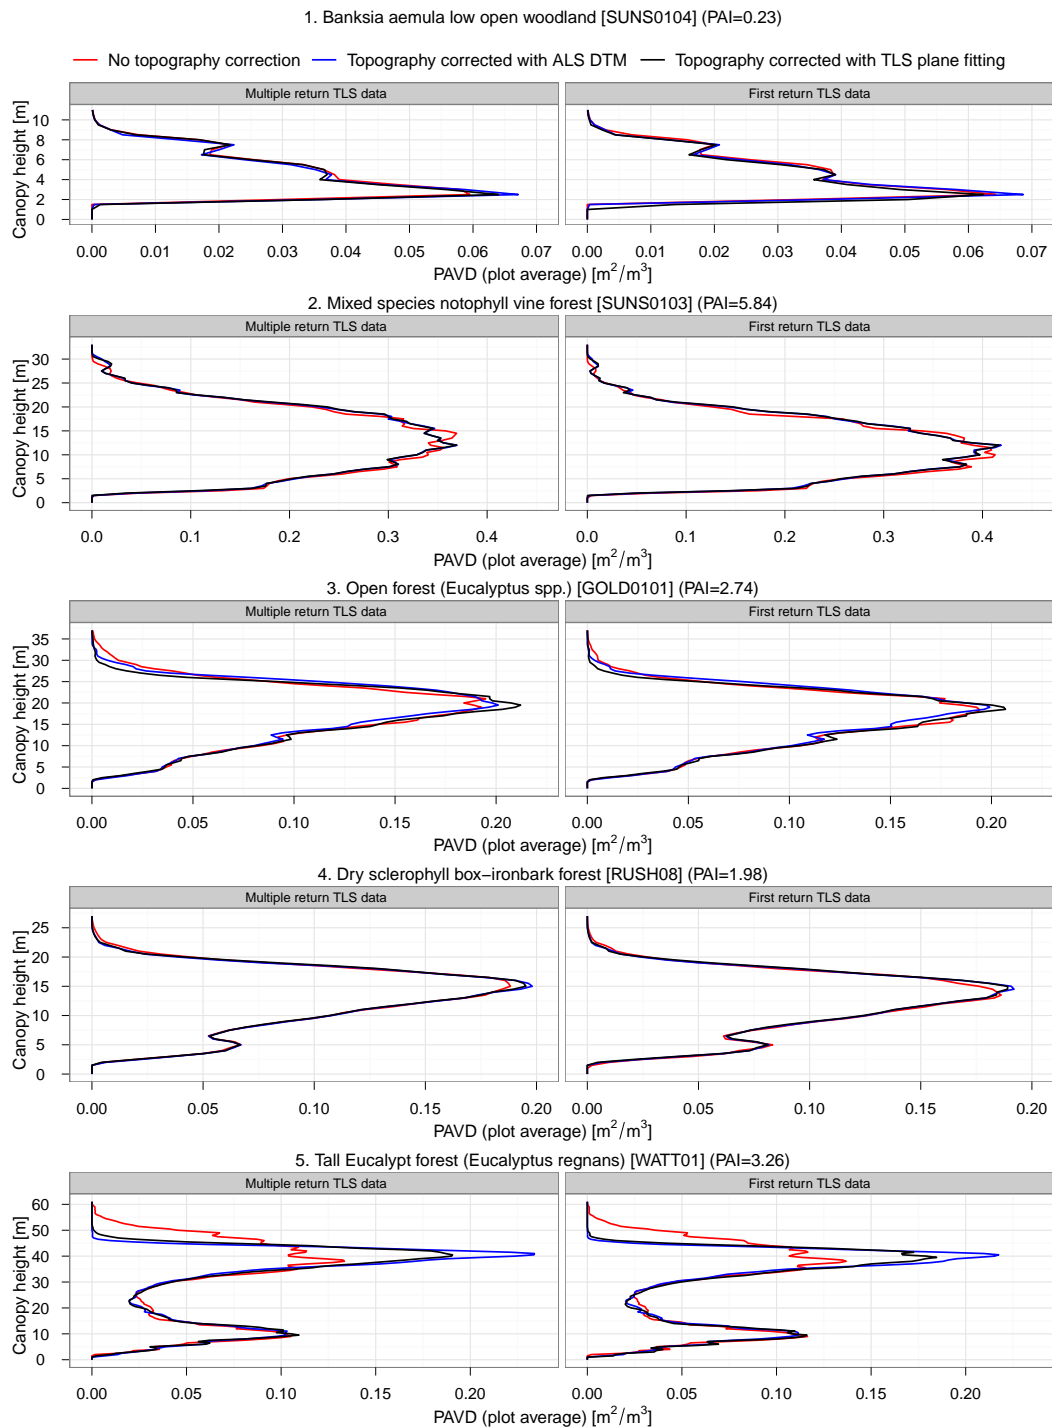 1. Banksia aemula low open woodland [SUNS0104] (PAI=0.23)
No topography correction Topography corrected with ALS DTM Topography corrected with TLS plane fitting
Multiple return TLS data First return TLS data
Canopy height [m]
10
8
6
4
2
0
0.00 0.01 0.02 0.03 0.04 0.05 0.06 0.07 0.00 0.01 0.02 0.03 0.04 0.05 0.06 0.07
PAVD (plot average) [m²/m³]
2. Mixed species notophyll vine forest [SUNS0103] (PAI=5.84)
Multiple return TLS data First return TLS data
Canopy height [m]
30
25
20
15
10
5
0
0.0 0.1 0.2 0.3 0.4 0.0 0.1 0.2 0.3 0.4
PAVD (plot average) [m²/m³]
3. Open forest (Eucalyptus spp.) [GOLD0101] (PAI=2.74)
Multiple return TLS data First return TLS data
Canopy height [m]
35
30
25
20
15
10
5
0
0.00 0.05 0.10 0.15 0.20 0.00 0.05 0.10 0.15 0.20
PAVD (plot average) [m²/m³]
4. Dry sclerophyll box−ironbark forest [RUSH08] (PAI=1.98)
Multiple return TLS data First return TLS data
Canopy height [m]
25
20
15
10
5
0
0.00 0.05 0.10 0.15 0.20 0.00 0.05 0.10 0.15 0.20
PAVD (plot average) [m²/m³]
5. Tall Eucalypt forest (Eucalyptus regnans) [WATT01] (PAI=3.26)
Multiple return TLS data First return TLS data
Canopy height [m]
60
50
40
30
20
10
0
0.00 0.05 0.10 0.15 0.20 0.00 0.05 0.10 0.15 0.20
PAVD (plot average) [m²/m³]